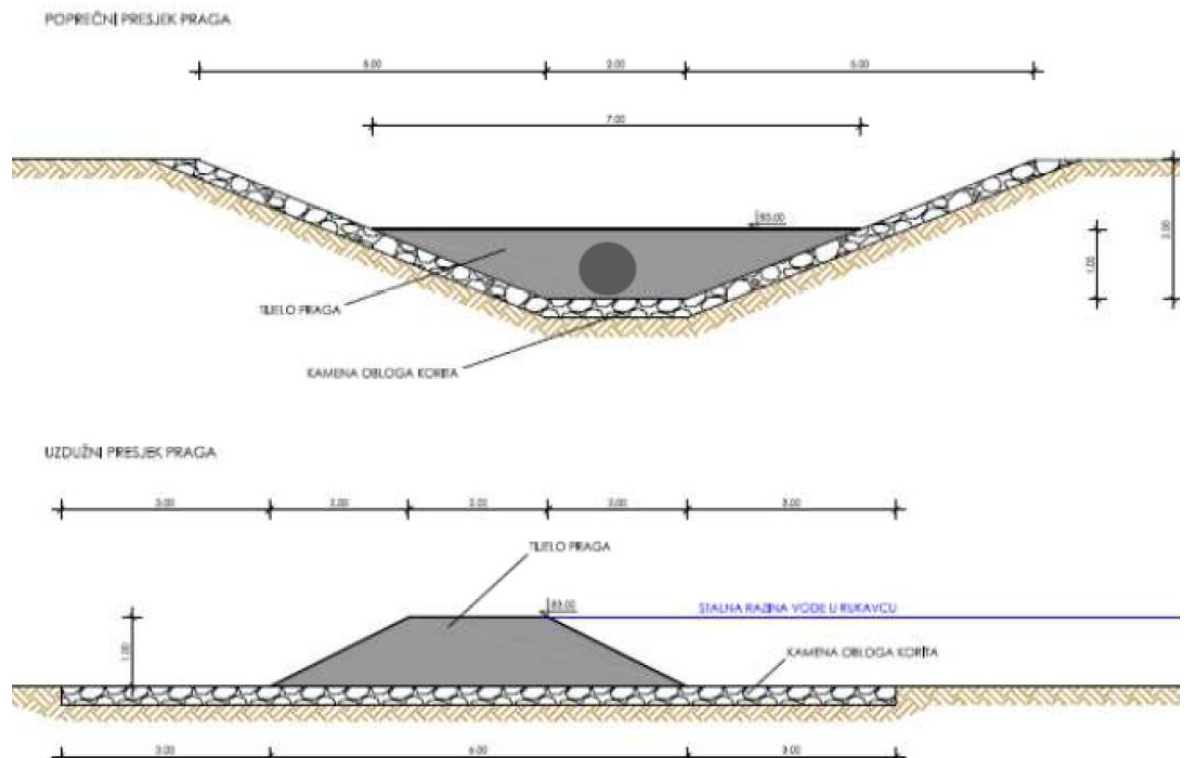 POPREČNI PRESJEK PRAGA
5.00 2.00 5.00
7.00
83.00
1.00
2.00
TIJELO PRAGA
KAMENA OBLOGA KORITA
UZDUŽNI PRESJEK PRAGA
3.00 2.00 2.00 2.00 3.00
TIJELO PRAGA
83.00
STALNA RAZINA VODE U RUKAVCU
1.00
KAMENA OBLOGA KORITA
3.00 6.00 3.00